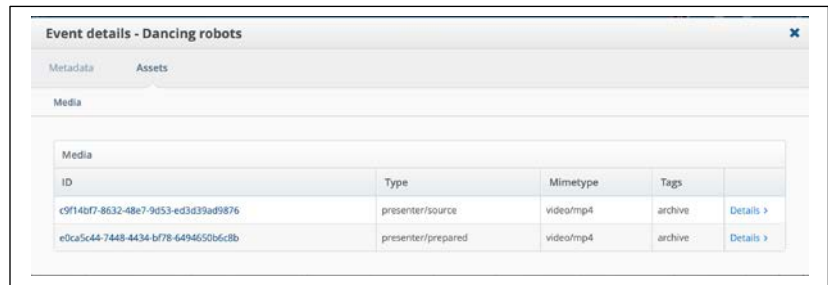 Event details - Dancing robots
Metadata Assets
Media
Media
ID Type Mimetype Tags
c9f14bf7-8632-48e7-9d53-ed3d39ad9876 presenter/source video/mp4 archive Details >
e0ca5c44-7448-4434-bf78-6494650b6c8b presenter/prepared video/mp4 archive Details >